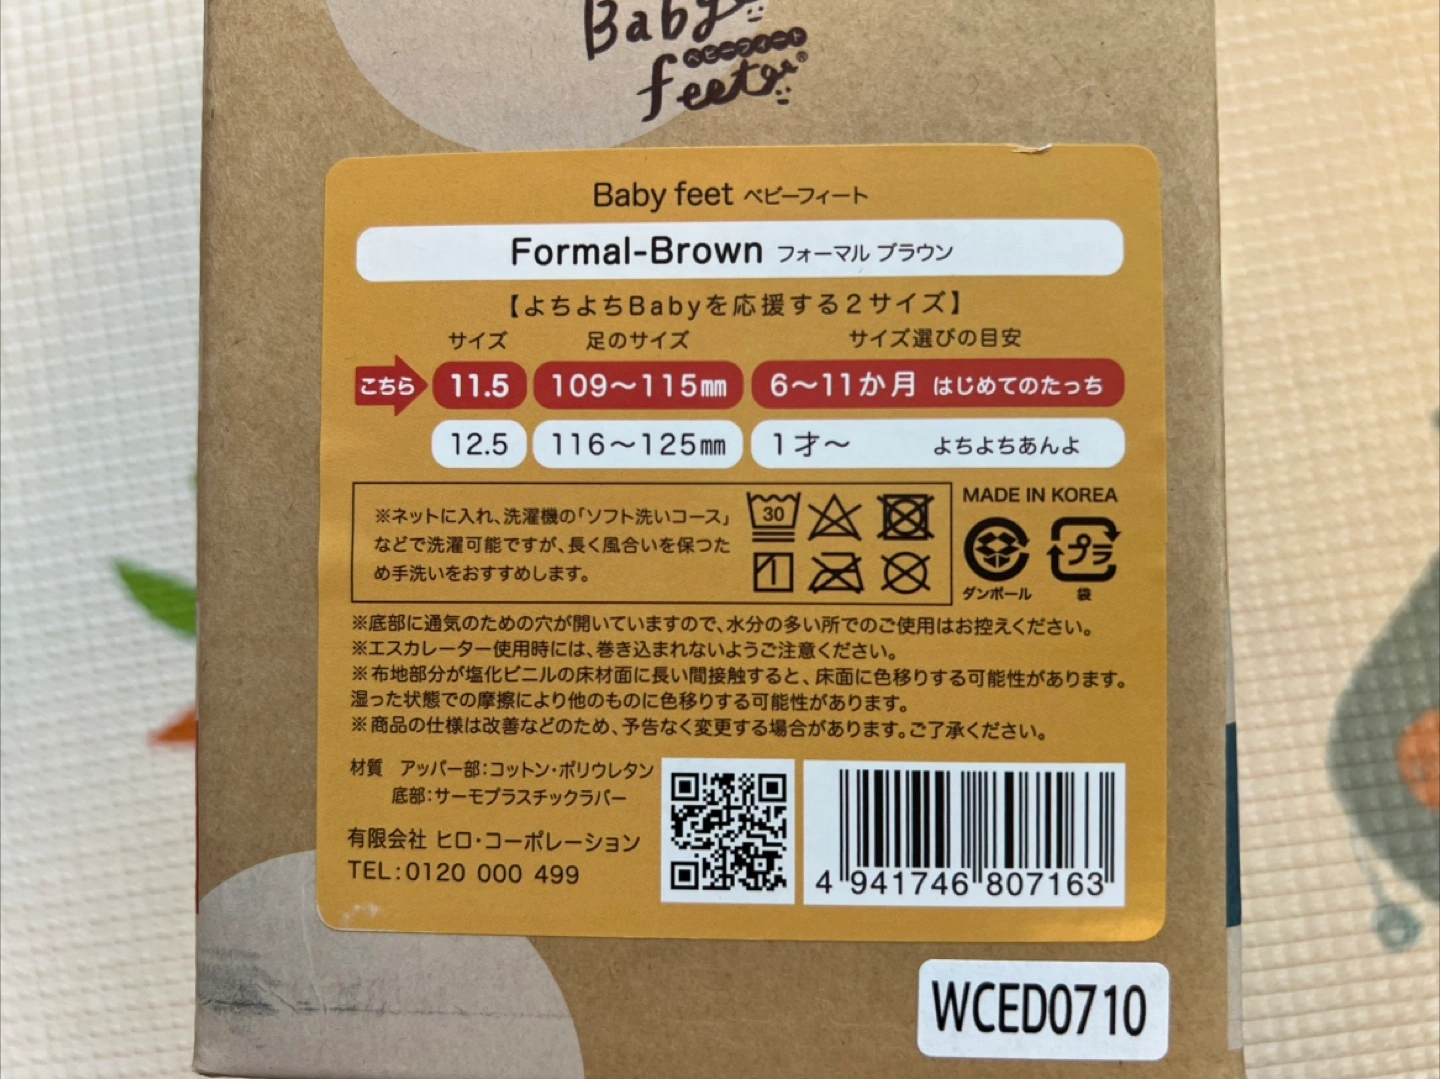 Baby
ベビーフィート
feet®
Baby feet ベビーフィート
Formal-Brown フォーマル ブラウン
【よちよちBabyを応援する2サイズ】
サイズ 足のサイズ サイズ選びの目安
こちら 11.5 109〜115㎜ 6〜11か月 はじめてのたっち
12.5 116〜125㎜ 1才〜 よちよちあんよ
※ネットに入れ、洗濯機の「ソフト洗いコース」
などで洗濯可能ですが、長く風合いを保つた
め手洗いをおすすめします。
30
MADE IN KOREA
プラ
ダンボール 袋
※底部に通気のための穴が開いていますので、水分の多い所でのご使用はお控えください。
※エスカレーター使用時には、巻き込まれないようご注意ください。
※布地部分が塩化ビニルの床材面に長い間接触すると、床面に色移りする可能性があります。
湿った状態での摩擦により他のものに色移りする可能性があります。
※商品の仕様は改善などのため、予告なく変更する場合があります。ご了承ください。
材質 アッパー部：コットン・ポリウレタン
底部：サーモプラスチックラバー
有限会社 ヒロ・コーポレーション
TEL:0120 000 499
4 941746 807163
WCED0710